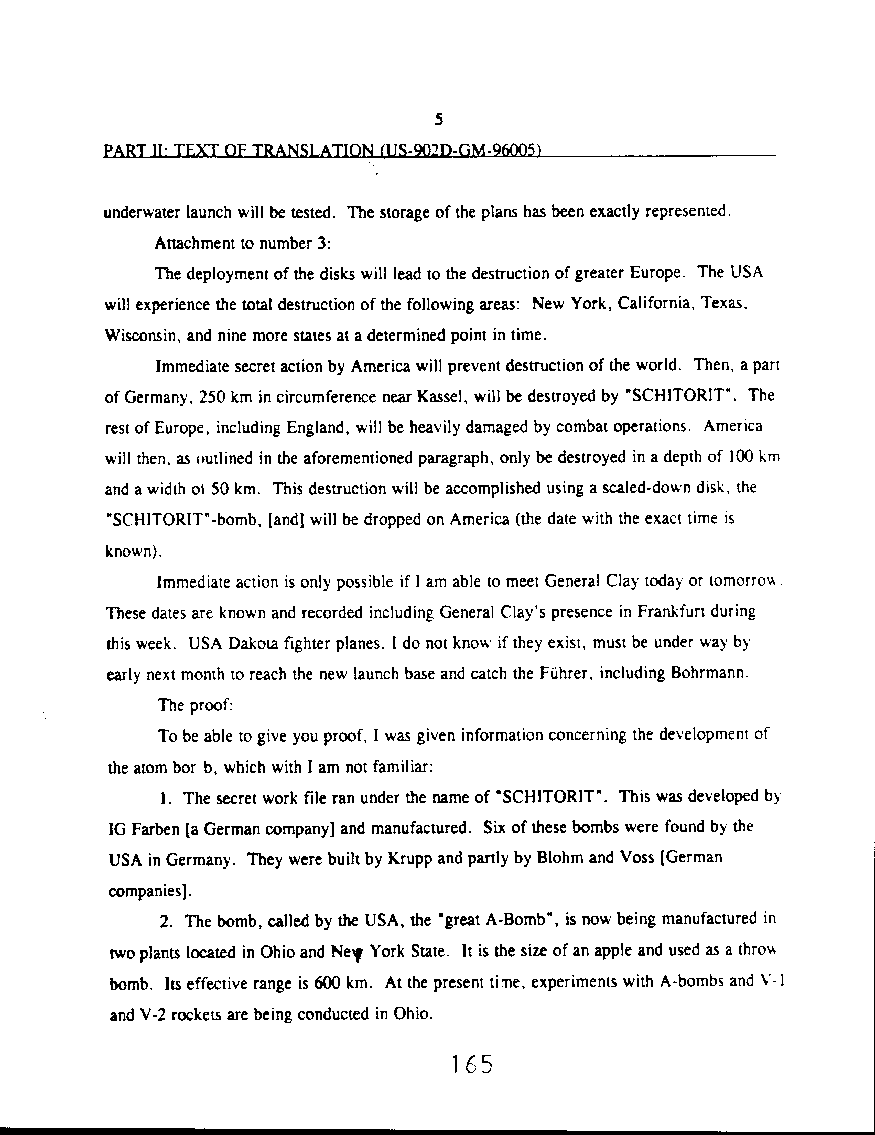 5
PART II: TEXT OF TRANSLATION (US-902D-GM-96005)
underwater launch will be tested. The storage of the plans has been exactly represented.
Attachment to number 3:
The deployment of the disks will lead to the destruction of greater Europe. The USA
will experience the total destruction of the following areas: New York, California, Texas,
Wisconsin, and nine more states at a determined point in time.
Immediate secret action by America will prevent destruction of the world. Then, a part
of Germany, 250 km in circumference near Kassel, will be destroyed by "SCHITORIT". The
rest of Europe, including England, will be heavily damaged by combat operations. America
will then, as outlined in the aforementioned paragraph, only be destroyed in a depth of 100 km
and a width of 50 km. This destruction will be accomplished using a scaled-down disk, the
"SCHITORIT"-bomb, [and] will be dropped on America (the date with the exact time is
known).
Immediate action is only possible if I am able to meet General Clay today or tomorrow.
These dates are known and recorded including General Clay's presence in Frankfurt during
this week. USA Dakota fighter planes, I do not know if they exist, must be under way by
early next month to reach the new launch base and catch the Führer, including Bohrmann.
The proof:
To be able to give you proof, I was given information concerning the development of
the atom bor b, which with I am not familiar:
1. The secret work file ran under the name of "SCHITORIT". This was developed by
IG Farben [a German company] and manufactured. Six of these bombs were found by the
USA in Germany. They were built by Krupp and partly by Blohm and Voss [German
companies].
2. The bomb, called by the USA, the "great A-Bomb", is now being manufactured in
two plants located in Ohio and New York State. It is the size of an apple and used as a throw
bomb. Its effective range is 600 km. At the present time, experiments with A-bombs and V-1
and V-2 rockets are being conducted in Ohio.
165